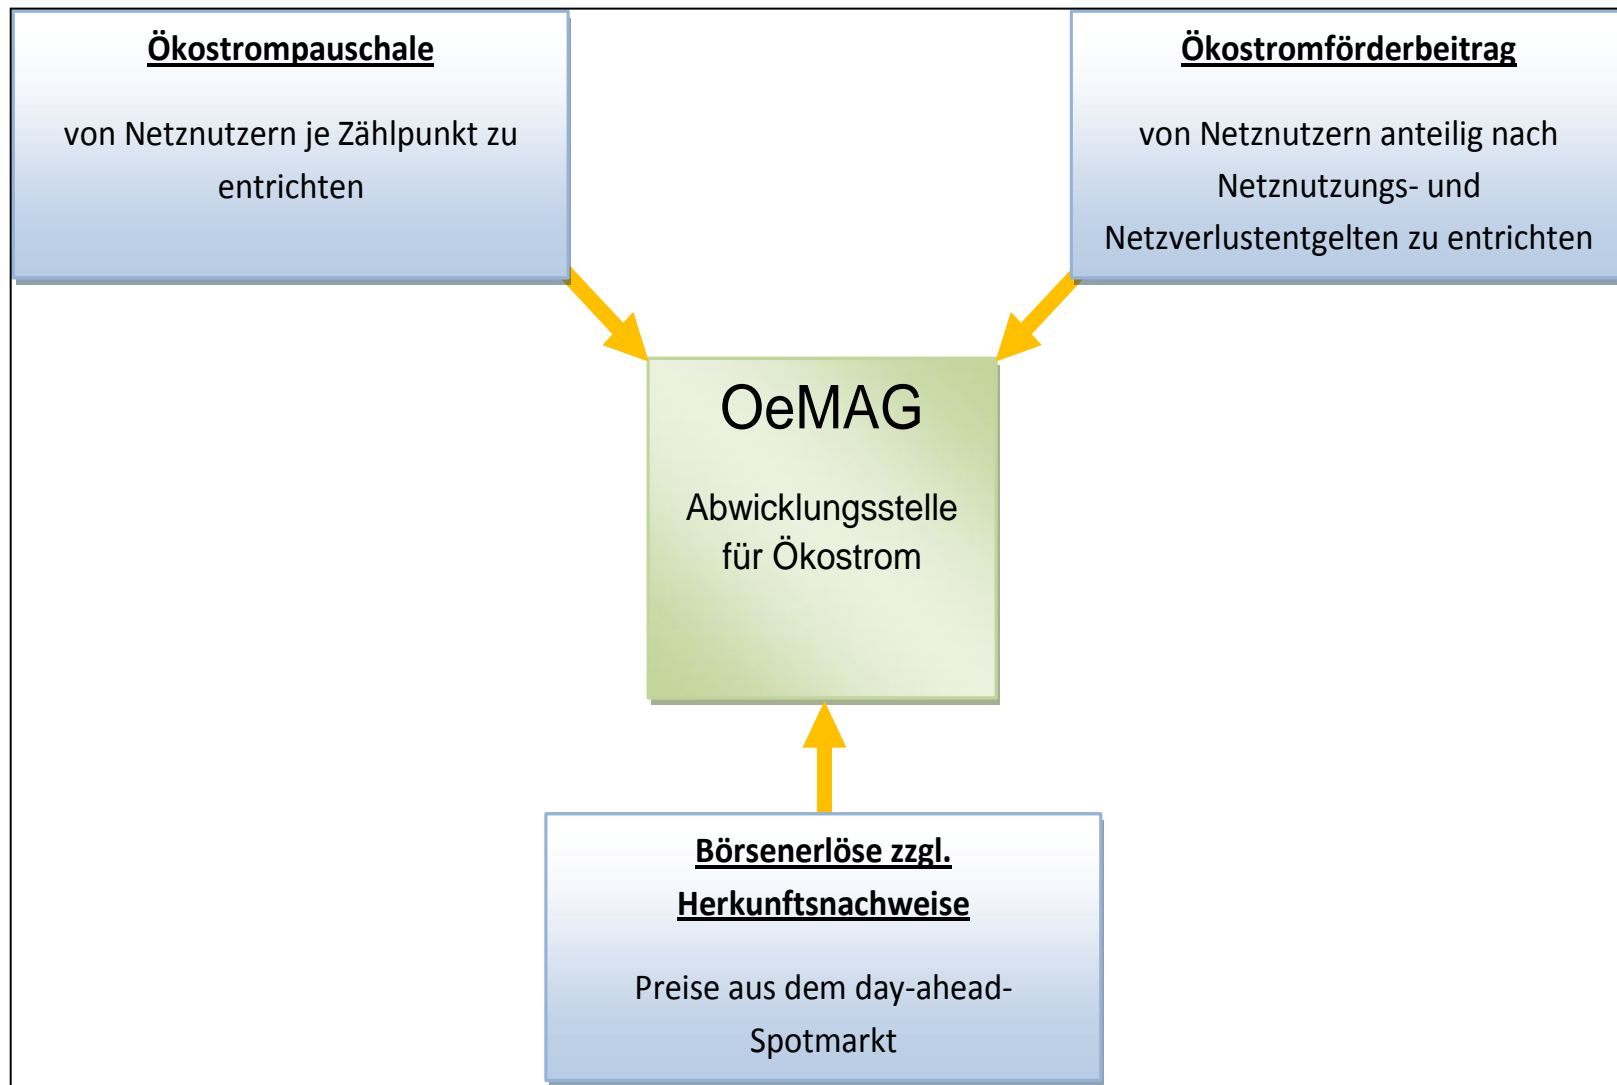 Ökostrompauschale
von Netznutzern je Zählpunkt zu
entrichten
Ökostromförderbeitrag
von Netznutzern anteilig nach
Netznutzungs- und
Netzverlustentgelten zu entrichten
OeMAG
Abwicklungsstelle
für Ökostrom
Börsenerlöse zzgl.
Herkunftsnachweise
Preise aus dem day-ahead-
Spotmarkt